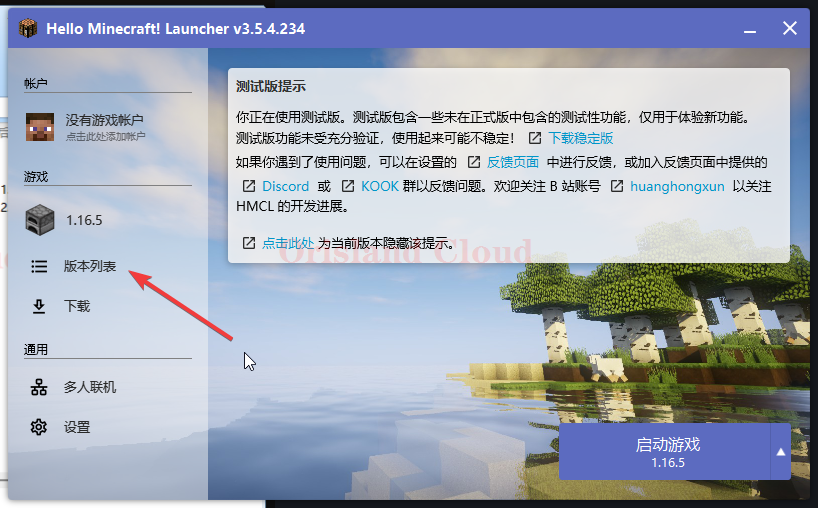 Hello Minecraft! Launcher v3.5.4.234
帐户
没有游戏帐户
点击此处添加帐户
游戏
1.16.5
版本列表
下载
通用
多人联机
设置
测试版提示
你正在使用测试版。测试版包含一些未在正式版中包含的测试性功能，仅用于体验新功能。
测试版功能未受充分验证，使用起来可能不稳定！ 下载稳定版
如果你遇到了使用问题，可以在设置的 反馈页面 中进行反馈，或加入反馈页面中提供的
Discord 或 KOOK 群以反馈问题。欢迎关注 B 站账号 huanghongxun 以关注
HMCL 的开发进展。
点击此处 为当前版本隐藏该提示。
Orisland Cloud
启动游戏
1.16.5